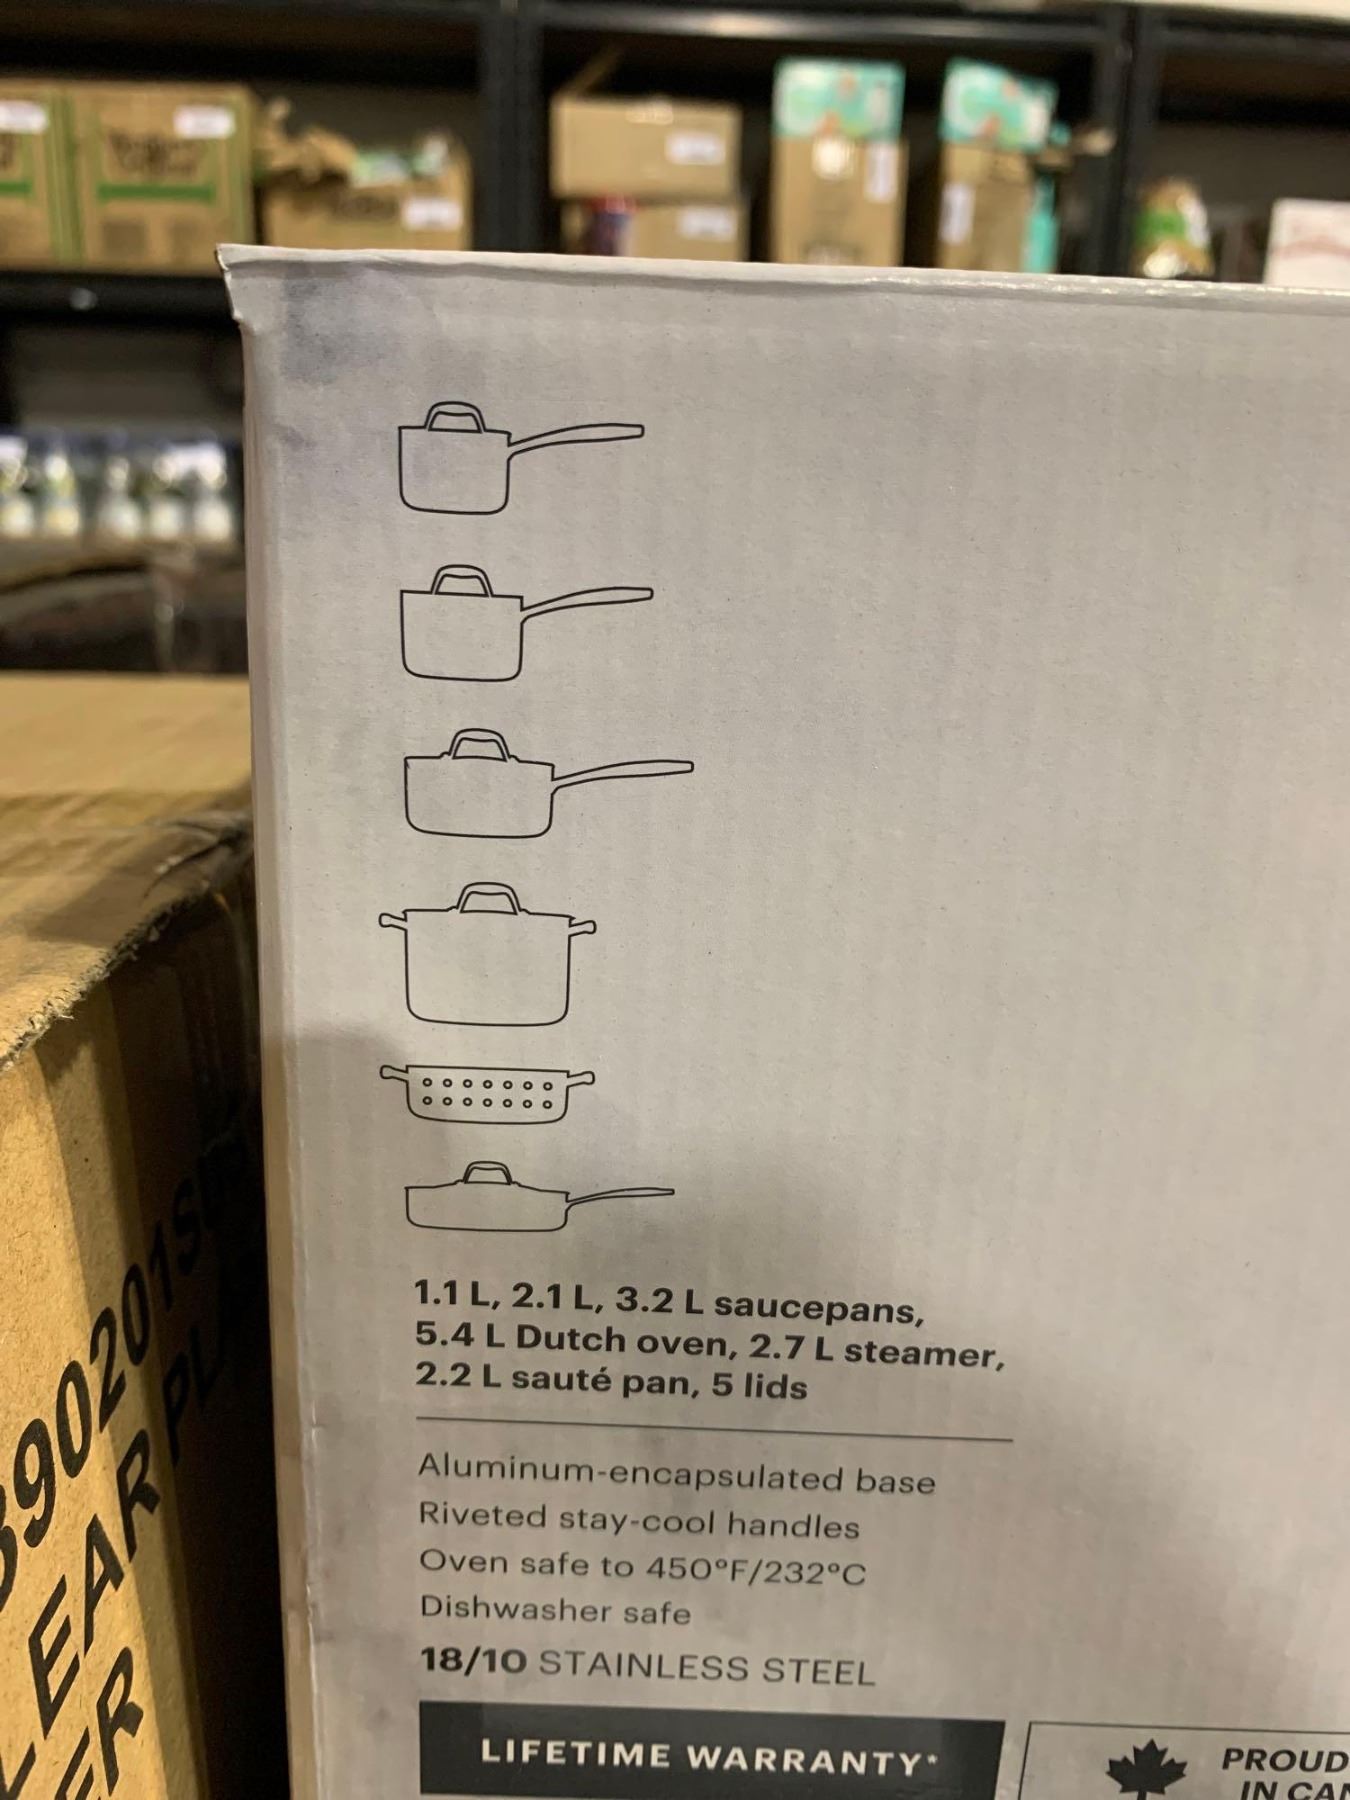 1.1 L, 2.1 L, 3.2 L saucepans,
5.4 L Dutch oven, 2.7 L steamer,
2.2 L sauté pan, 5 lids
Aluminum-encapsulated base
Riveted stay-cool handles
Oven safe to 450°F/232°C
Dishwasher safe
18/10 STAINLESS STEEL
LIFETIME WARRANTY*
PROUD
IN CAN